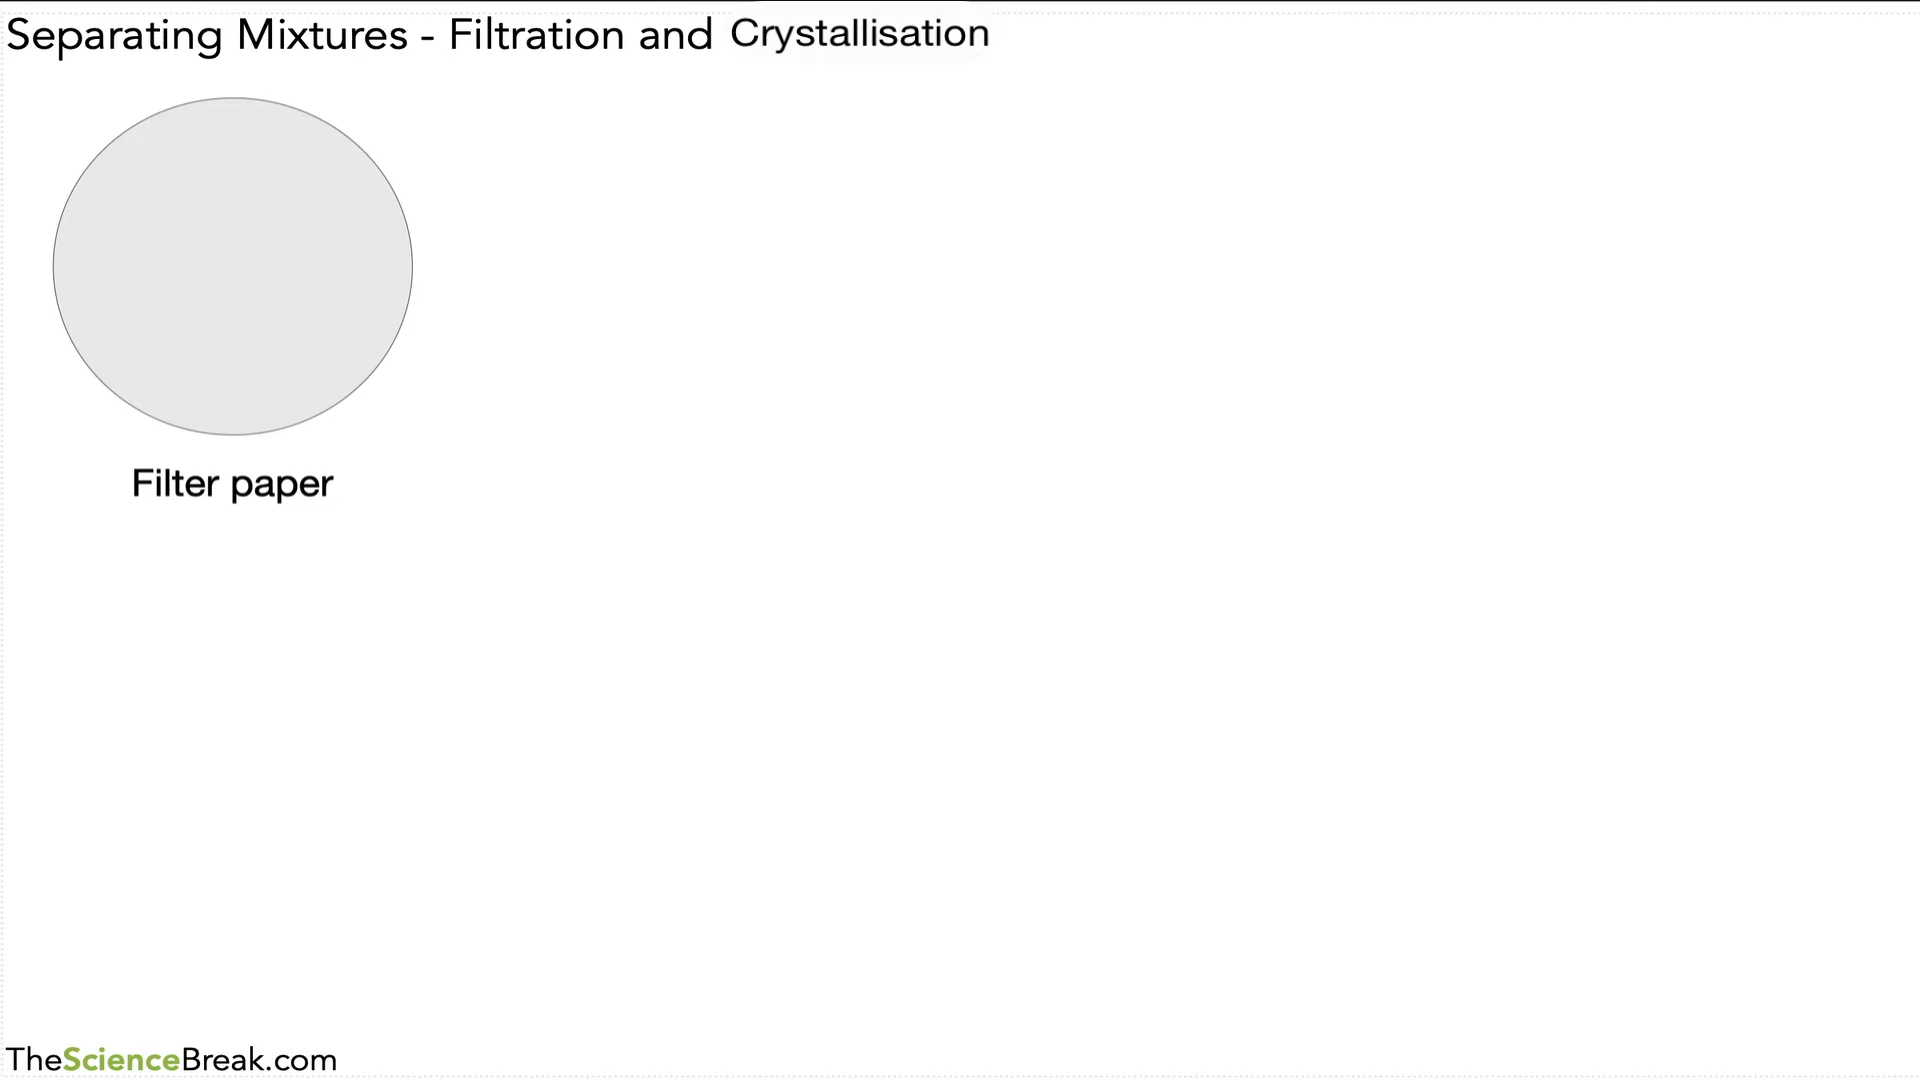 Separating Mixtures - Filtration and Crystallisation
Filter paper
TheScienceBreak.com